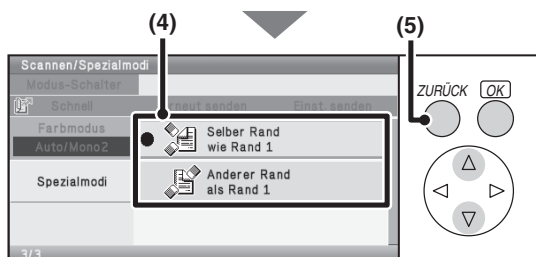 (4)
(5)
Scannen/Spezialmodi
Modus-Schalter
Schnell
rneut senden
Einst. senden
ZURÜCK
OK
Farbmodus
Auto/Mono2
Selber Rand
wie Rand 1
Spezialmodi
Anderer Rand
als Rand 1
3/3